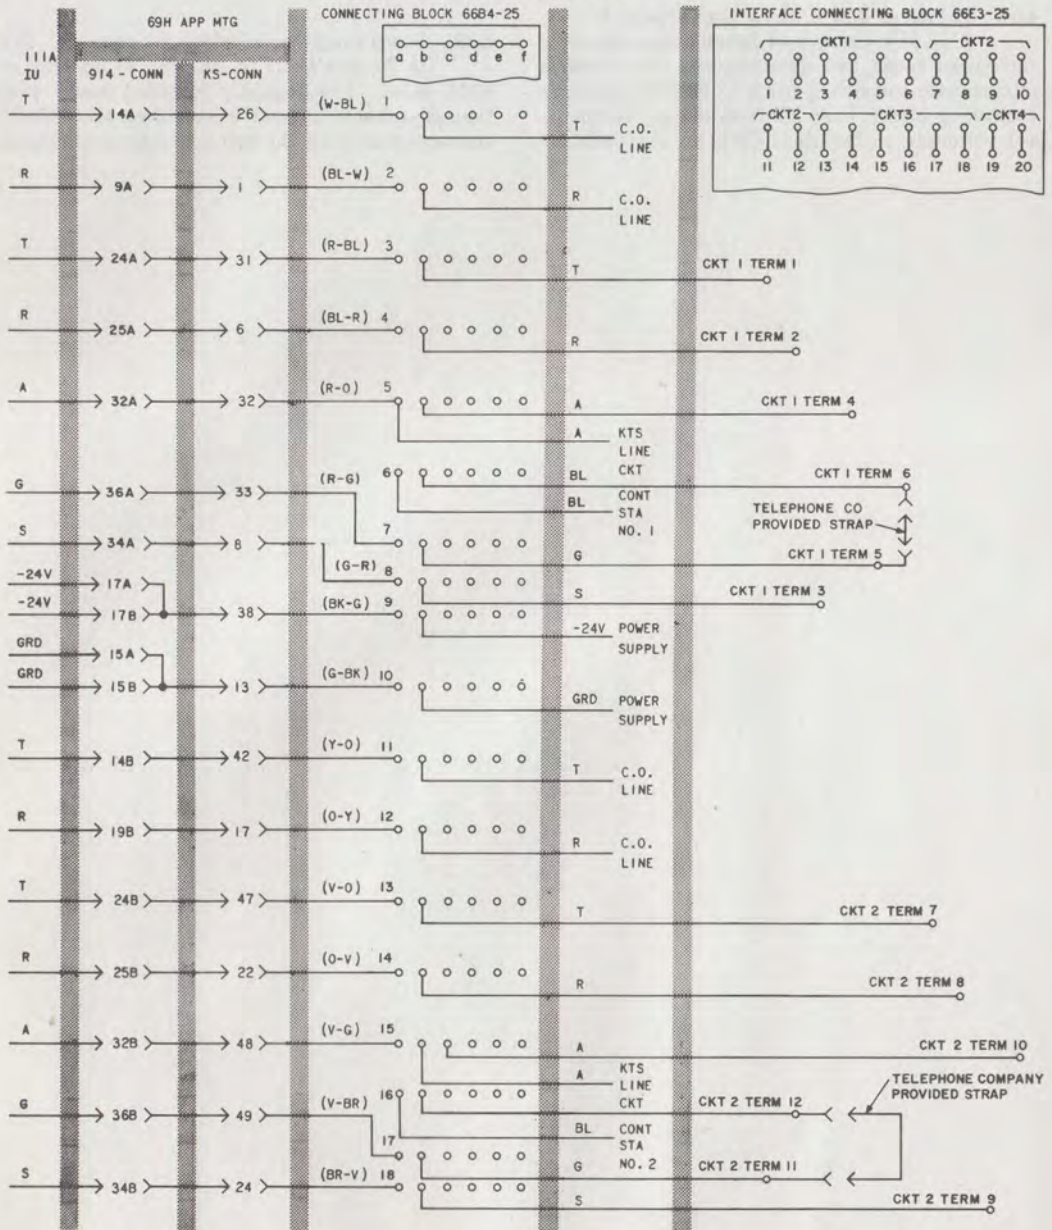 69H APP MTG
CONNECTING BLOCK 66B4-25
INTERFACE CONNECTING BLOCK 66E3-25
a b c d e f
CKT1 CKT2
1 2 3 4 5 6 7 8 9 10
CKT2 CKT3 CKT4
11 12 13 14 15 16 17 18 19 20
111A
IU
914 - CONN KS-CONN
T 14A 26 (W-BL) 1 T C.O.
LINE
R 9A 1 (BL-W) 2 R C.O.
LINE
T 24A 31 (R-BL) 3 T CKT 1 TERM 1
R 25A 6 (BL-R) 4 R CKT 1 TERM 2
A 32A 32 (R-O) 5 A CKT 1 TERM 4
A KTS
LINE
CKT
6 BL CKT 1 TERM 6
BL CONT
STA
NO. 1
TELEPHONE CO
PROVIDED STRAP
G 36A 33 (R-G) 7 G CKT 1 TERM 5
S 34A 8 (G-R) 8 S CKT 1 TERM 3
-24V 17A
-24V 17B 38 (BK-G) 9 -24V POWER
SUPPLY
GRD 15A
GRD 15B 13 (G-BK) 10 GRD POWER
SUPPLY
T 14B 42 (Y-O) 11 T C.O.
LINE
R 19B 17 (O-Y) 12 R C.O.
LINE
T 24B 47 (V-O) 13 T CKT 2 TERM 7
R 25B 22 (O-V) 14 R CKT 2 TERM 8
A 32B 48 (V-G) 15 A CKT 2 TERM 10
A KTS
LINE
CKT
TELEPHONE COMPANY
PROVIDED STRAP
16 CKT 2 TERM 12
BL CONT
STA
NO. 2
G 36B 49 (V-BR) 17 G CKT 2 TERM 11
S 34B 24 (BR-V) 18 S CKT 2 TERM 9